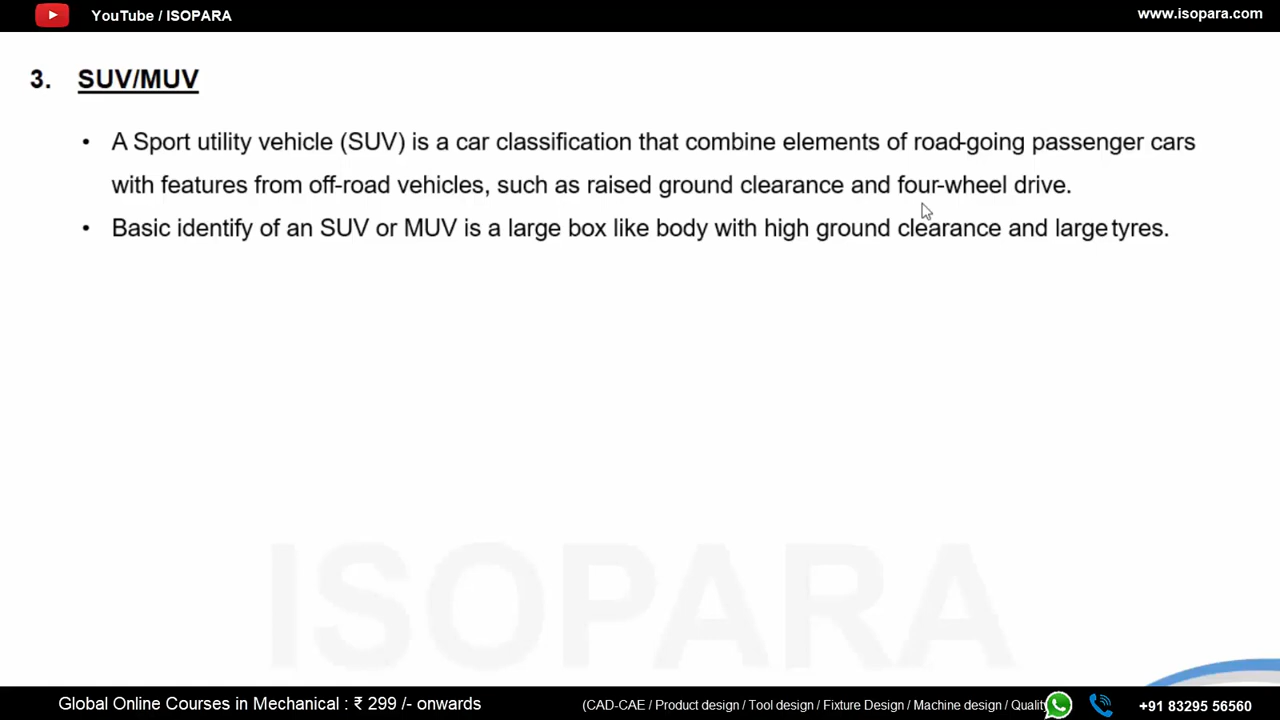 YouTube / ISOPARA
www.isopara.com
3. SUV/MUV
• A Sport utility vehicle (SUV) is a car classification that combine elements of road-going passenger cars
with features from off-road vehicles, such as raised ground clearance and four-wheel drive.
• Basic identify of an SUV or MUV is a large box like body with high ground clearance and large tyres.
ISOPARA
Global Online Courses in Mechanical : ₹ 299 /- onwards
(CAD-CAE / Product design / Tool design / Fixture Design / Machine design / Quality
+91 83295 56560